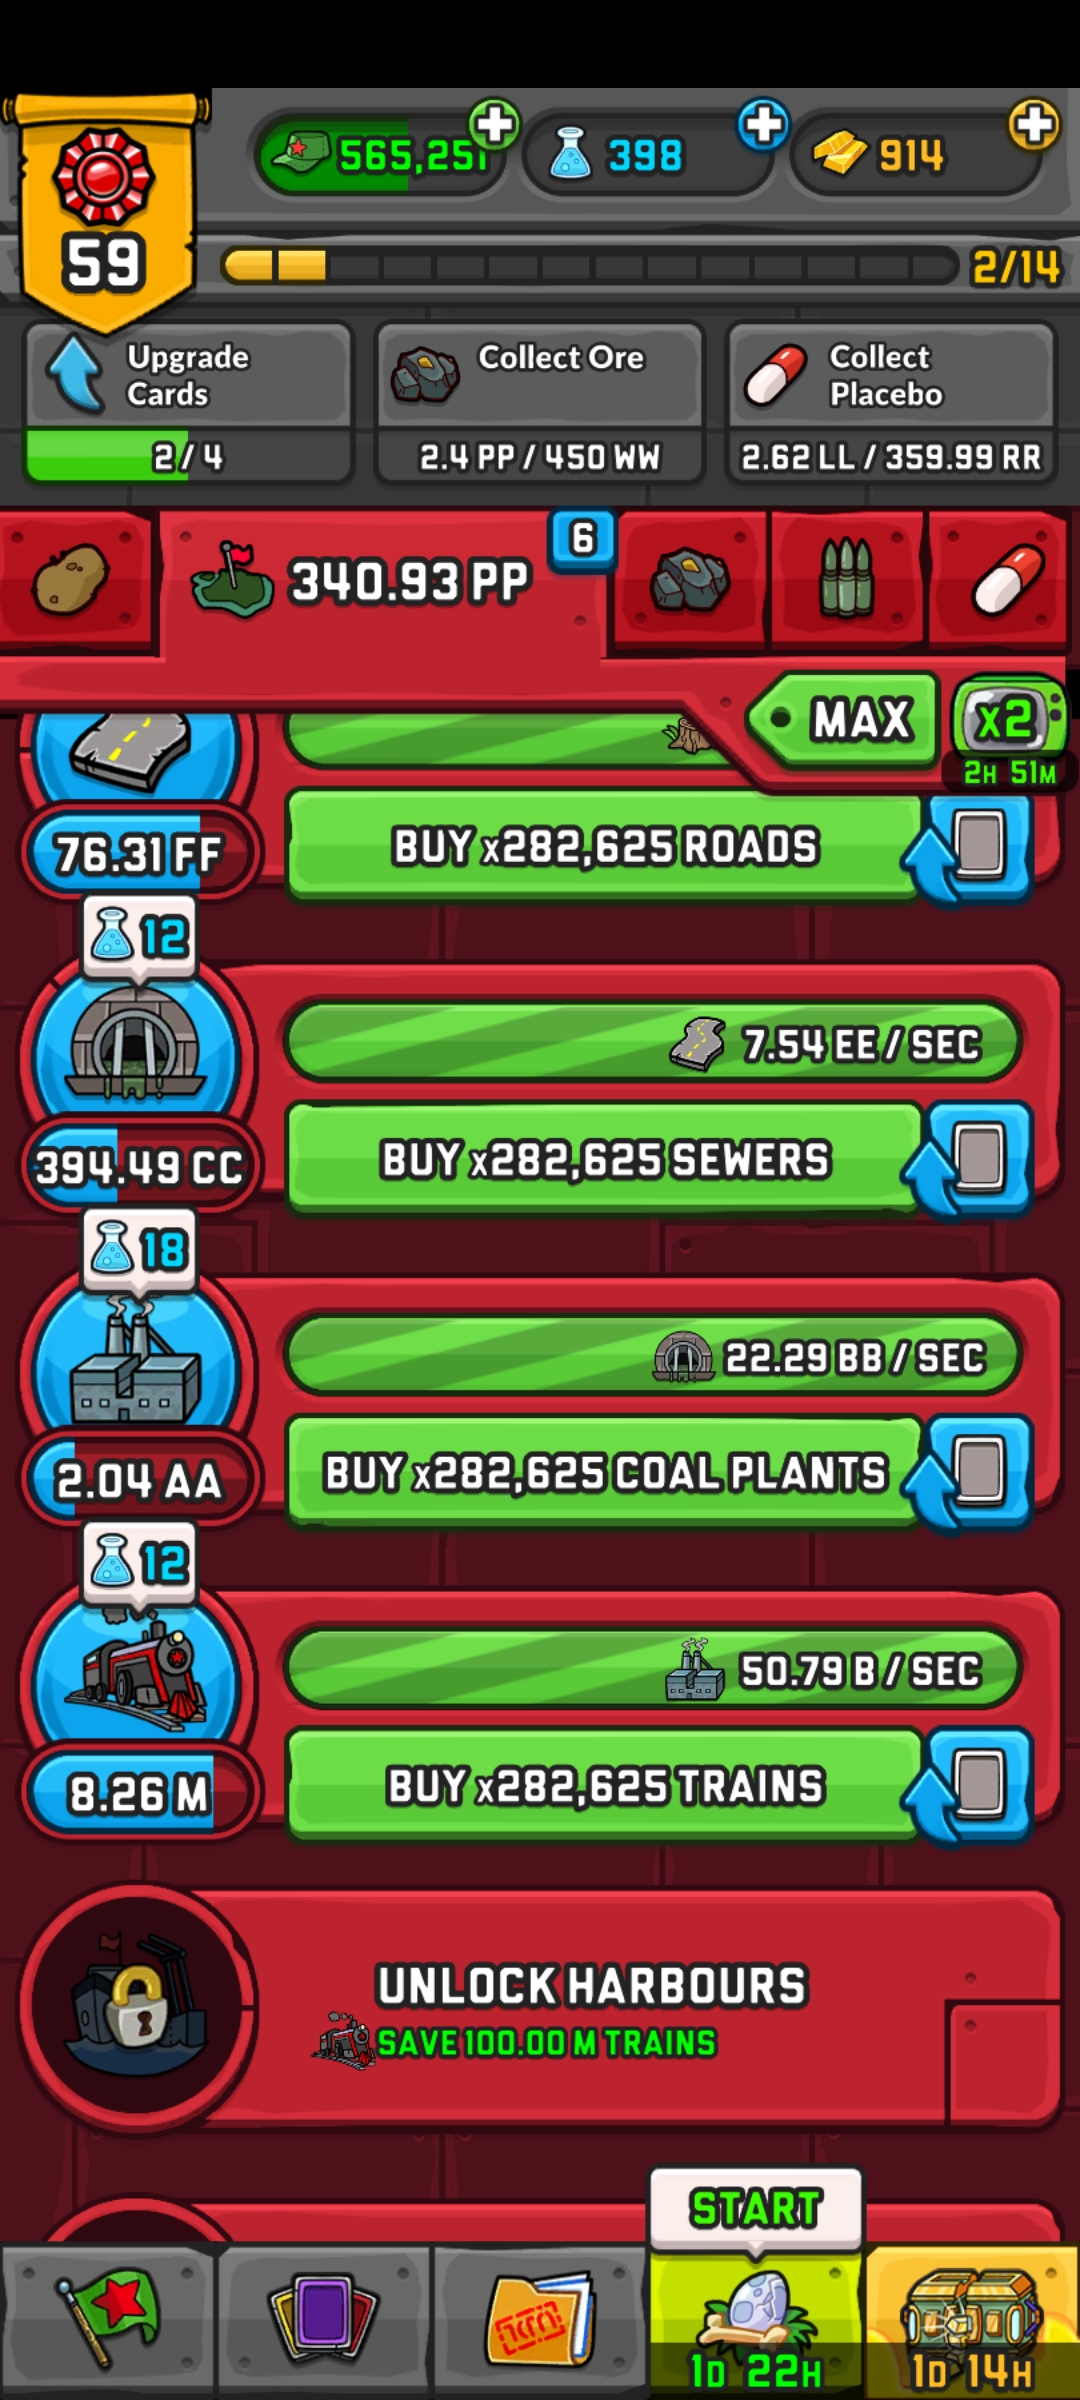 565,251
398
914
59
2/14
Upgrade
Cards
2/4
Collect Ore
2.4 PP / 450 WW
Collect
Placebo
2.62 LL / 359.99 RR
340.93 PP
6
MAX
x2
2H 51M
76.31 FF
BUY x282,625 ROADS
12
7.54 EE / SEC
394.49 CC
BUY x282,625 SEWERS
18
22.29 BB / SEC
2.04 AA
BUY x282,625 COAL PLANTS
12
50.79 B / SEC
8.26 M
BUY x282,625 TRAINS
UNLOCK HARBOURS
SAVE 100.00 M TRAINS
START
1D 22H
1D 14H